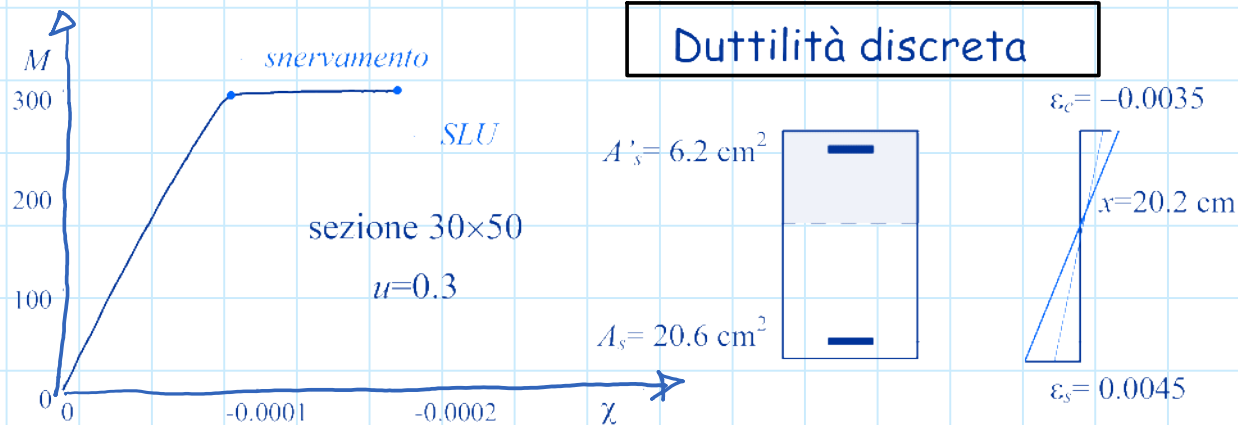 Duttilità discreta
M
snervamento
300
SLU
200
sezione 30×50
u=0.3
100
0
0
-0.0001
-0.0002
χ
A's= 6.2 cm²
As= 20.6 cm²
εc= –0.0035
x=20.2 cm
εs= 0.0045